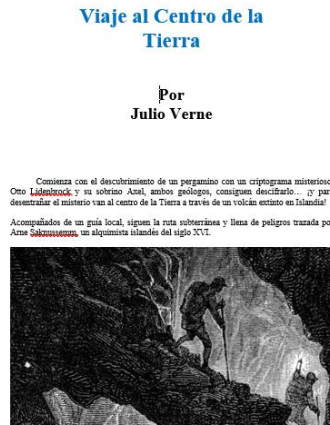 Viaje al Centro de la
Tierra
Por
Julio Verne
Comienza con el descubrimiento de un pergamino con un criptograma misterioso
Otto Lidenbrock y su sobrino Axel, ambos geólogos, consiguen descifrarlo… ¡y par
desentrañar el misterio van al centro de la Tierra a través de un volcán extinto en Islandia!
Acompañados de un guía local, siguen la ruta subterránea y llena de peligros trazada po
Arne Saknussemm, un alquimista islandés del siglo XVI.